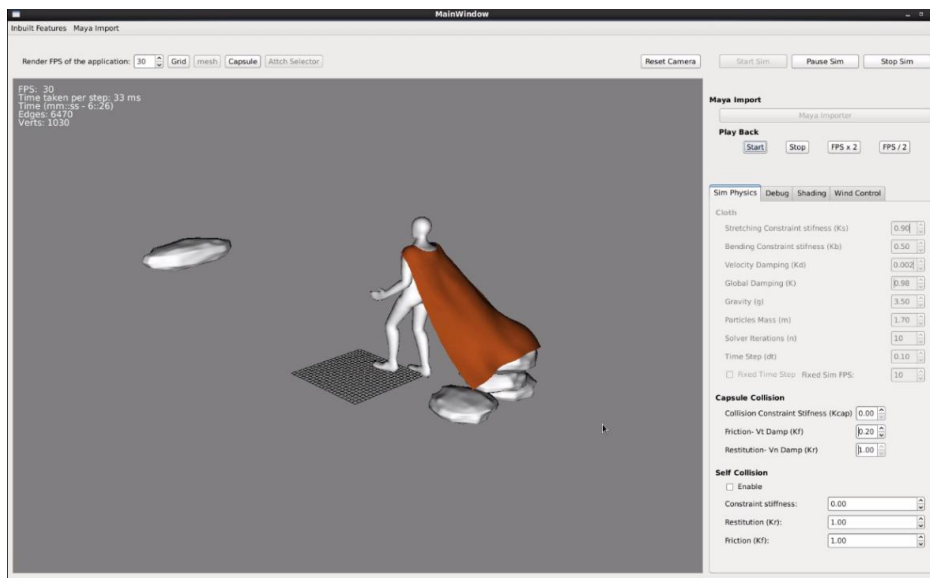 MainWindow
Inbuilt Features Maya Import
Render FPS of the application: 30 Grid mesh Capsule Attch Selector Reset Camera Start Sim Pause Sim Stop Sim
FPS: 30
Time taken per step: 33 ms
Time (mm::ss - 6::26)
Edges: 6470
Verts: 1030
Maya Import
Maya Importor
Play Back
Start Stop FPS x 2 FPS / 2
Sim Physics Debug Shading Wind Control
Cloth
Stretching Constraint stifness (Ks) 0.90
Bending Constraint stifness (Kb) 0.50
Velocity Damping (Kd) 0.002
Global Damping (K) 0.98
Gravity (g) 3.50
Particles Mass (m) 1.70
Solver Iterations (n) 10
Time Step (dt) 0.10
Fixed Time Step Fixed Sim FPS: 10
Capsule Collision
Collision Constraint Stifness (Kcap) 0.00
Friction- Vt Damp (Kf) 0.20
Restitution- Vn Damp (Kr) 1.00
Self Collision
Enable
Constraint stiffness: 0.00
Restitution (Kr): 1.00
Friction (Kf): 1.00